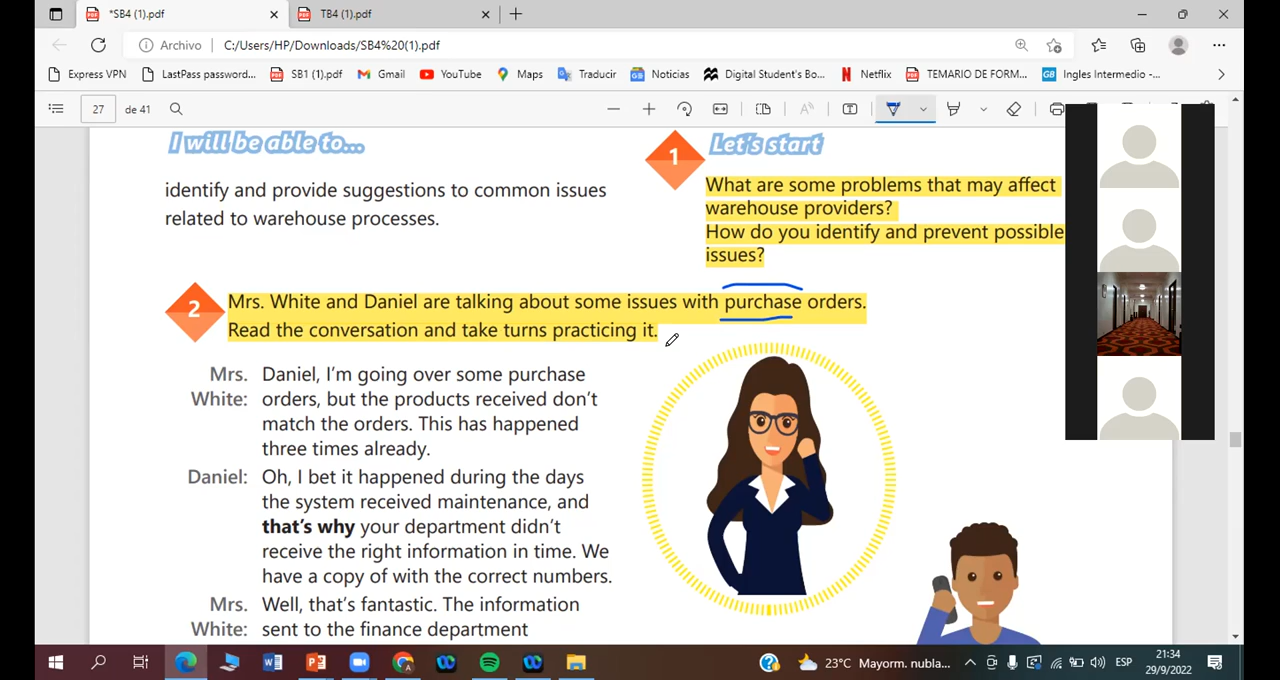 *SB4 (1).pdf
TB4 (1).pdf
Archivo
C:/Users/HP/Downloads/SB4%20(1).pdf
Express VPN
LastPass password...
SB1 (1).pdf
Gmail
YouTube
Maps
Traducir
Noticias
Digital Student's Bo...
Netflix
TEMARIO DE FORM...
Ingles Intermedio -...
27 de 41
I will be able to...
identify and provide suggestions to common issues
related to warehouse processes.
1 Let's start
What are some problems that may affect
warehouse providers?
How do you identify and prevent possible
issues?
2 Mrs. White and Daniel are talking about some issues with purchase orders.
Read the conversation and take turns practicing it.
Mrs. Daniel, I'm going over some purchase
White: orders, but the products received don't
match the orders. This has happened
three times already.
Daniel: Oh, I bet it happened during the days
the system received maintenance, and
that's why your department didn't
receive the right information in time. We
have a copy of with the correct numbers.
Mrs. Well, that's fantastic. The information
White: sent to the finance department
23°C Mayorm. nubla...
ESP
21:34
29/9/2022